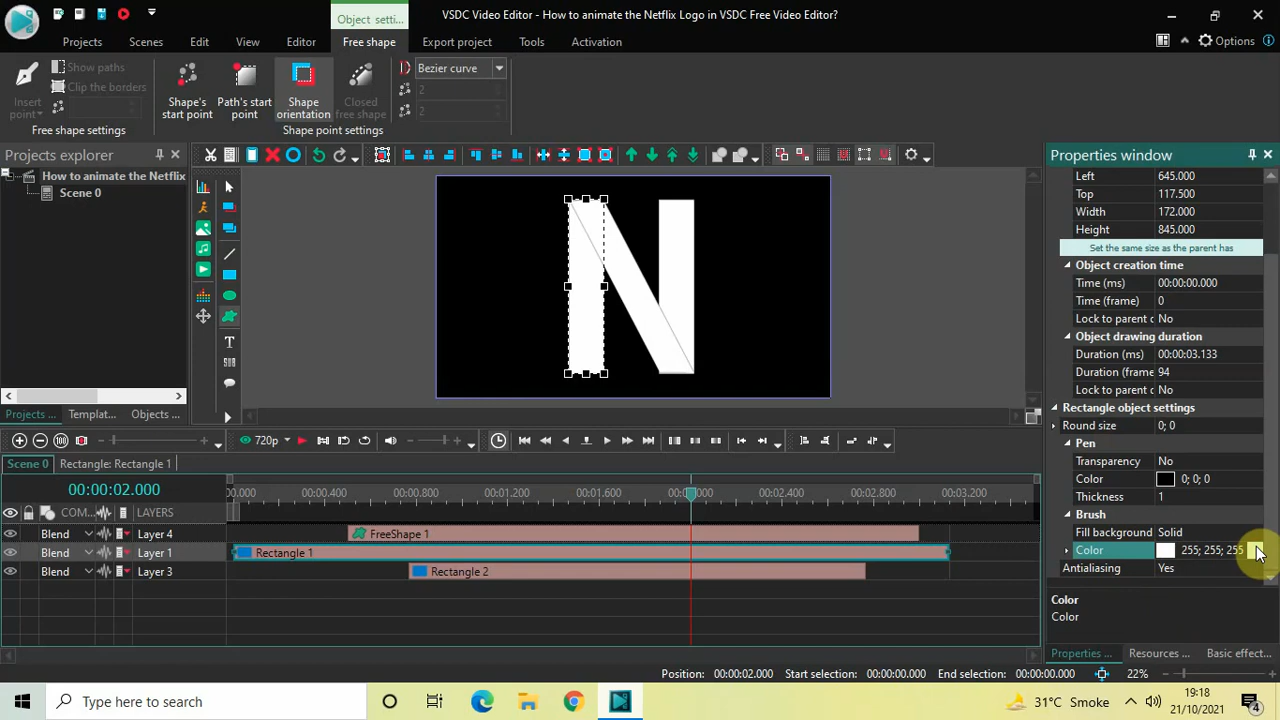 VSDC Video Editor - How to animate the Netflix Logo in VSDC Free Video Editor?
Object setti...
Projects Scenes Edit View Editor Free shape Export project Tools Activation Options
Insert point
Show paths
Clip the borders
Shape's start point
Path's start point
Shape orientation
Closed free shape
Bezier curve
2
2
Free shape settings
Shape point settings
Projects explorer
How to animate the Netflix
Scene 0
Projects ... Templat... Objects ...
N
Properties window
Left 645.000
Top 117.500
Width 172.000
Height 845.000
Set the same size as the parent has
Object creation time
Time (ms) 00:00:00.000
Time (frame) 0
Lock to parent c No
Object drawing duration
Duration (ms) 00:00:03.133
Duration (frame 94
Lock to parent c No
Rectangle object settings
Round size 0; 0
Pen
Transparency No
Color 0; 0; 0
Thickness 1
Brush
Fill background Solid
Color 255; 255; 255
Antialiasing Yes
Color
Color
Properties ... Resources ... Basic effect...
720p
Scene 0 Rectangle: Rectangle 1
00:00:02.000
.000 00:00.400 00:00.800 00:01.200 00:01.600 00:02.400 00:02.800 00:03.200
COM... LAYERS
Blend Layer 4 FreeShape 1
Blend Layer 1 Rectangle 1
Blend Layer 3 Rectangle 2
Position: 00:00:02.000 Start selection: 00:00:00.000 End selection: 00:00:00.000 22%
Type here to search
31°C Smoke
19:18
21/10/2021
4